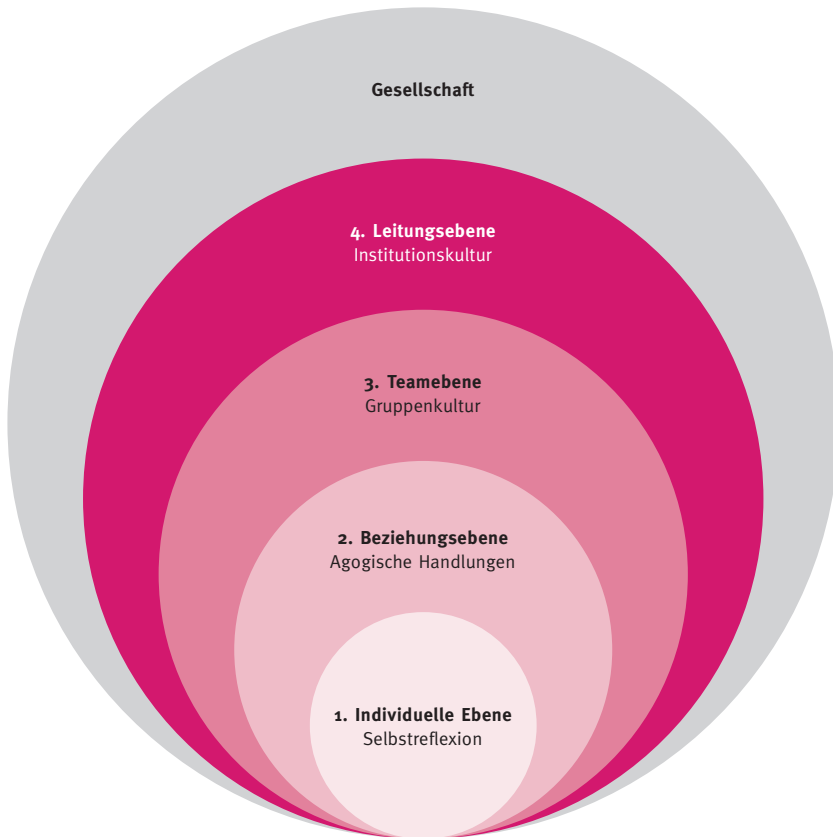 Gesellschaft
4. Leitungsebene
Institutionskultur
3. Teamebene
Gruppenkultur
2. Beziehungsebene
Agogische Handlungen
1. Individuelle Ebene
Selbstreflexion